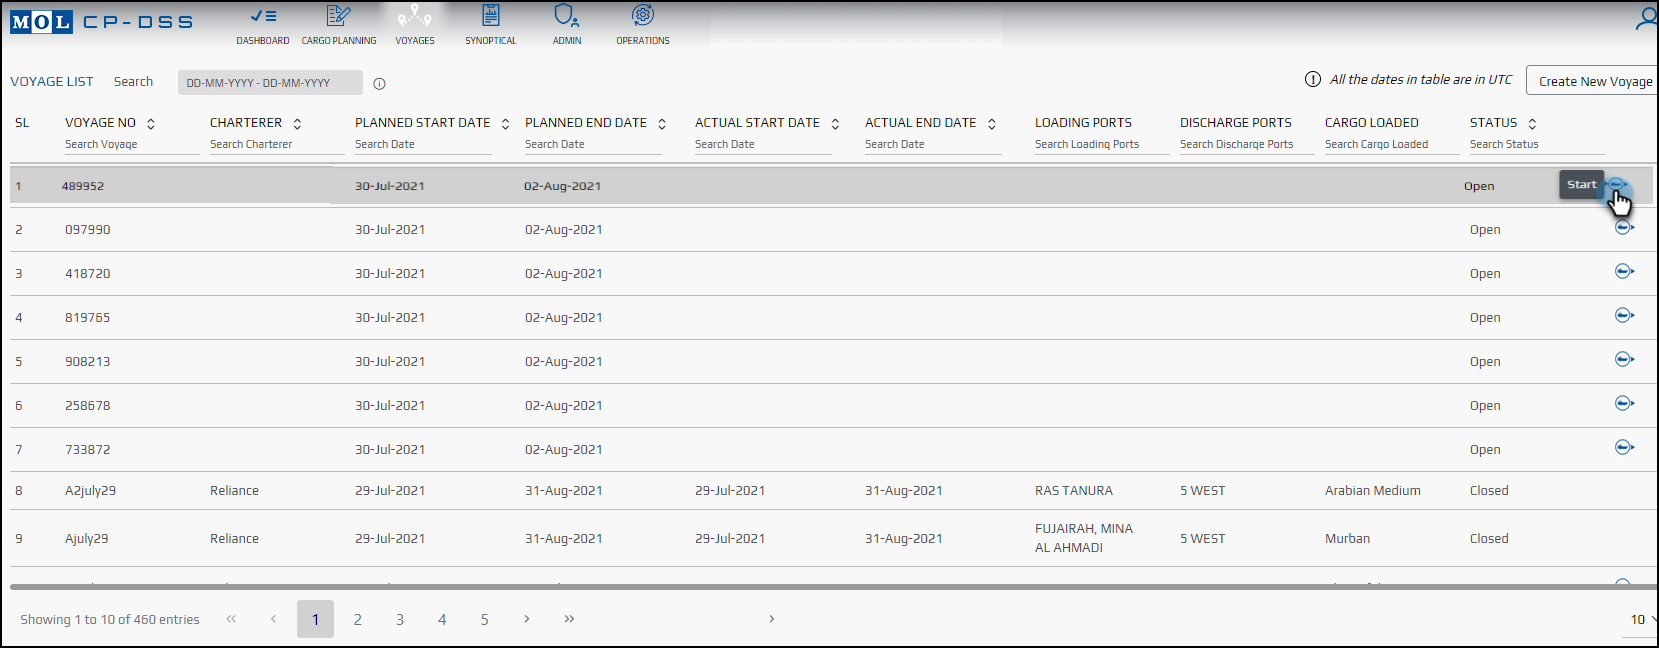 MOL CP-DSS
DASHBOARD CARGO PLANNING VOYAGES SYNOPTICAL ADMIN OPERATIONS
VOYAGE LIST Search DD-MM-YYYY - DD-MM-YYYY All the dates in table are in UTC Create New Voyage
SL VOYAGE NO CHARTERER PLANNED START DATE PLANNED END DATE ACTUAL START DATE ACTUAL END DATE LOADING PORTS DISCHARGE PORTS CARGO LOADED STATUS
Search Voyage Search Charterer Search Date Search Date Search Date Search Date Search Loading Ports Search Discharge Ports Search Cargo Loaded Search Status
1 489952 30-Jul-2021 02-Aug-2021 Open Start
2 097990 30-Jul-2021 02-Aug-2021 Open
3 418720 30-Jul-2021 02-Aug-2021 Open
4 819765 30-Jul-2021 02-Aug-2021 Open
5 908213 30-Jul-2021 02-Aug-2021 Open
6 258678 30-Jul-2021 02-Aug-2021 Open
7 733872 30-Jul-2021 02-Aug-2021 Open
8 A2july29 Reliance 29-Jul-2021 31-Aug-2021 29-Jul-2021 31-Aug-2021 RAS TANURA 5 WEST Arabian Medium Closed
9 Ajuly29 Reliance 29-Jul-2021 31-Aug-2021 29-Jul-2021 31-Aug-2021 FUJAIRAH, MINA 5 WEST Murban Closed
AL AHMADI
Showing 1 to 10 of 460 entries « ‹ 1 2 3 4 5 › » › 10